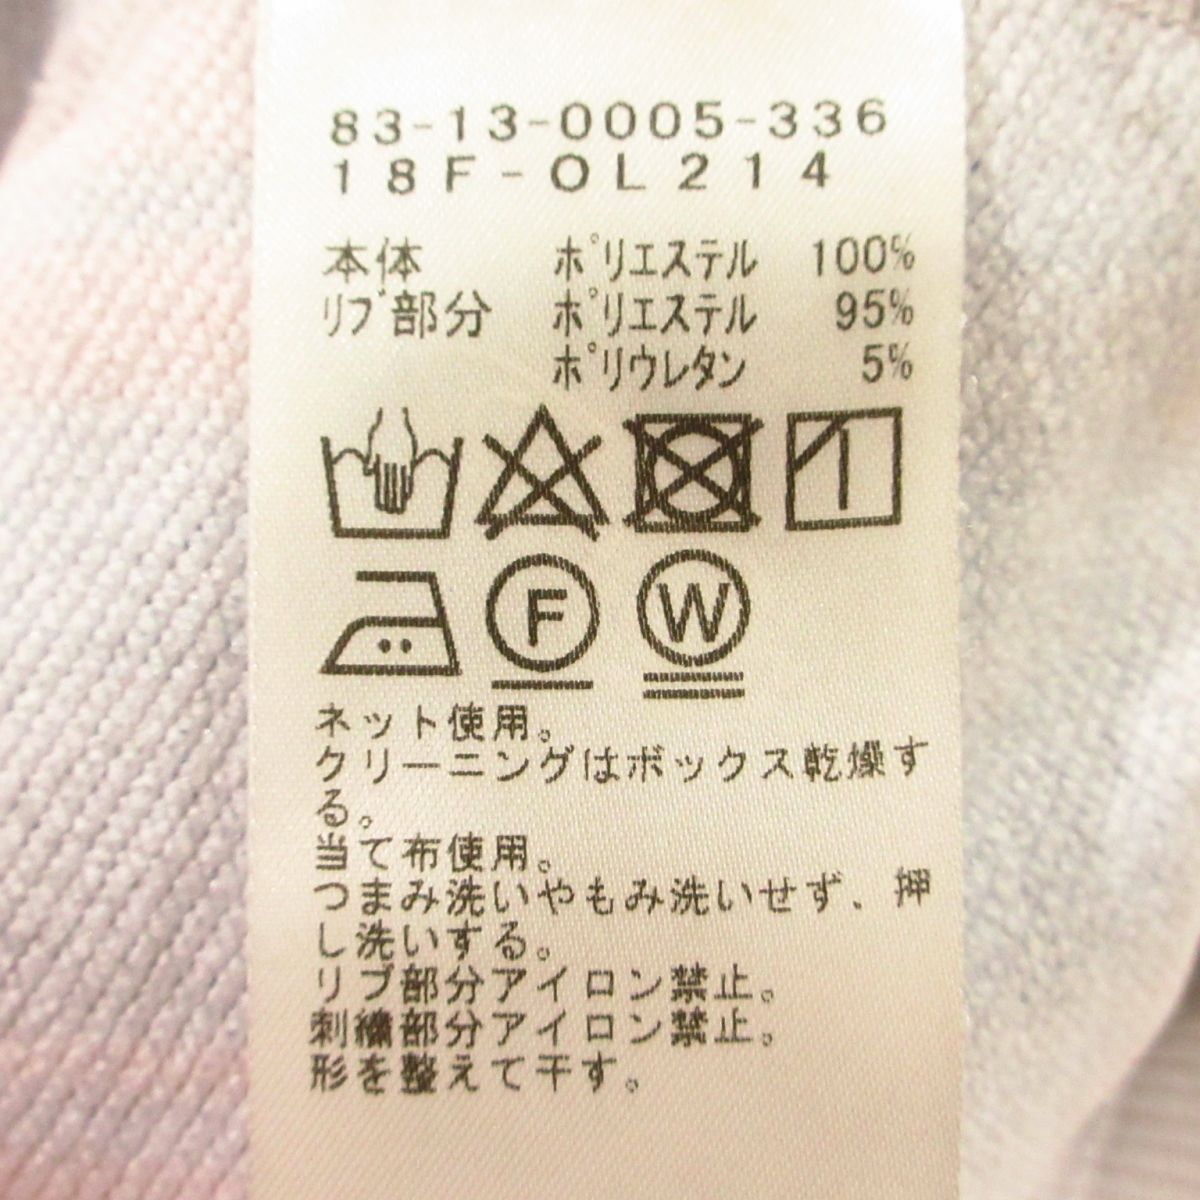 83-13-0005-336
18F-OL214
本体 ポリエステル 100%
リブ部分 ポリエステル 95%
ポリウレタン 5%
F W
ネット使用。
クリーニングはボックス乾燥す
る。
当て布使用。
つまみ洗いやもみ洗いせず、押
し洗いする。
リブ部分アイロン禁止。
刺繍部分アイロン禁止。
形を整えて干す。